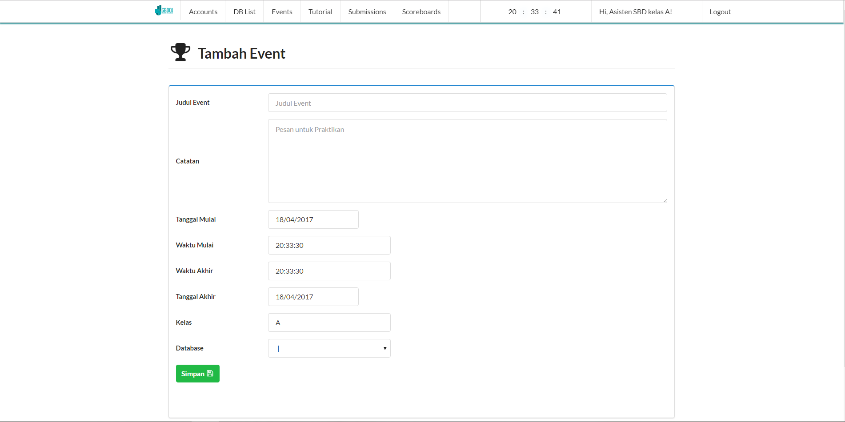 Accounts DB List Events Tutorial Submissions Scoreboards 20 : 33 : 41 Hi, Asisten SBD kelas A! Logout
Tambah Event
Judul Event Judul Event
Pesan untuk Praktikan
Catatan
Tanggal Mulai 18/04/2017
Waktu Mulai 20:33:30
Waktu Akhir 20:33:30
Tanggal Akhir 18/04/2017
Kelas A
Database
Simpan